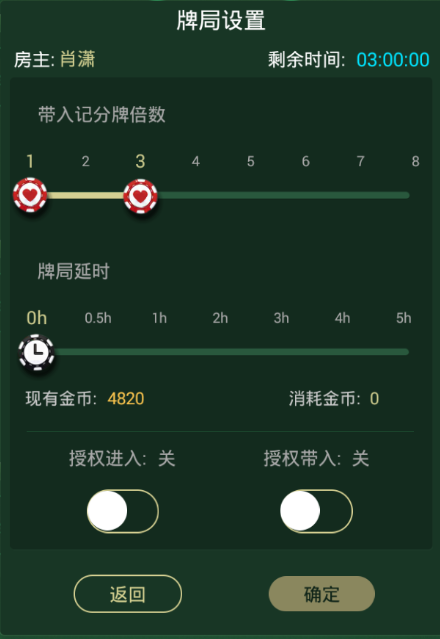 牌局设置
房主: 肖潇 剩余时间: 03:00:00
带入记分牌倍数
1 2 3 4 5 6 7 8
牌局延时
0h 0.5h 1h 2h 3h 4h 5h
现有金币: 4820 消耗金币: 0
授权进入: 关 授权带入: 关
返回 确定